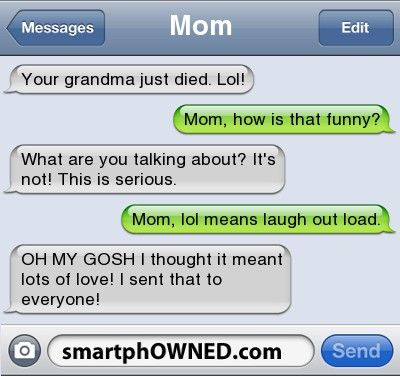 Messages
Mom
Edit
Your grandma just died. Lol!
Mom, how is that funny?
What are you talking about? It's
not! This is serious.
Mom, lol means laugh out load.
OH MY GOSH I thought it meant
lots of love! I sent that to
everyone!
smartphOWNED.com
Send